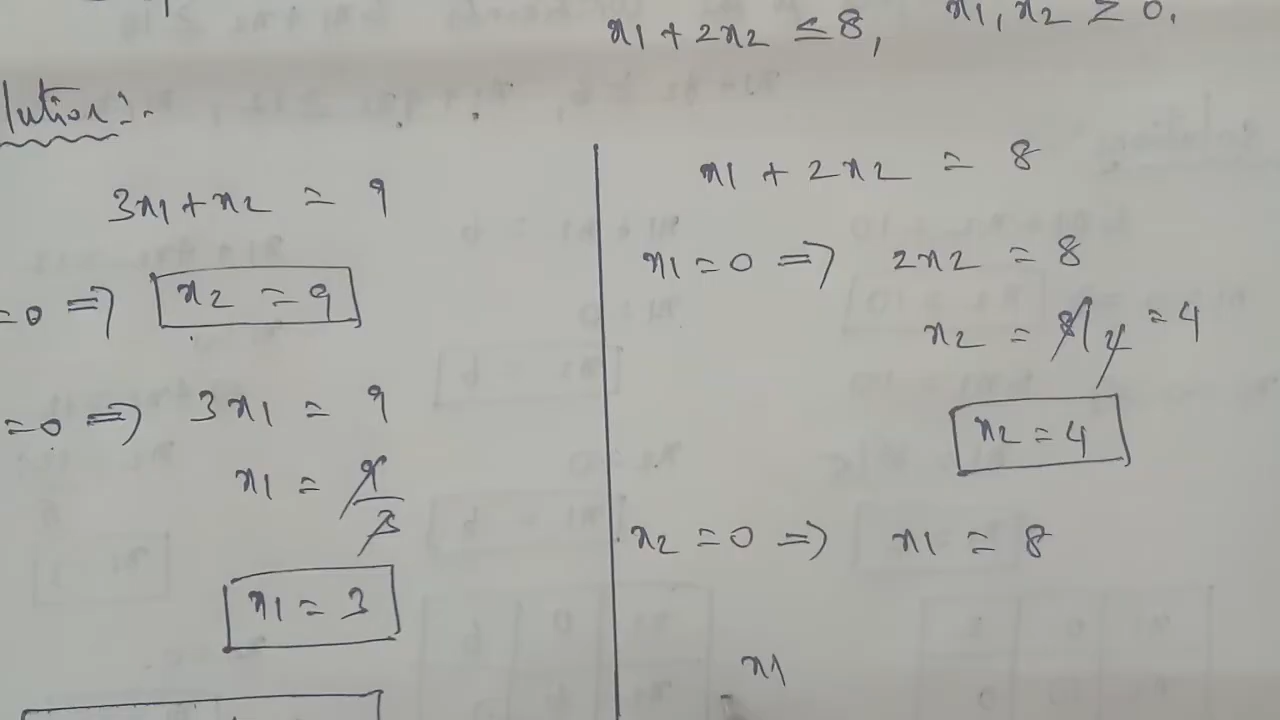 x1 + 2x2 ≤ 8, x1, x2 ≥ 0.
lution:-
3x1 + x2 = 9
=0 ⇒ x2 = 9
=0 ⇒ 3x1 = 9
x1 = 9/3
x1 = 3
x1 + 2x2 = 8
x1 = 0 ⇒ 2x2 = 8
x2 = 8/2 = 4
x2 = 4
x2 = 0 ⇒ x1 = 8
x1